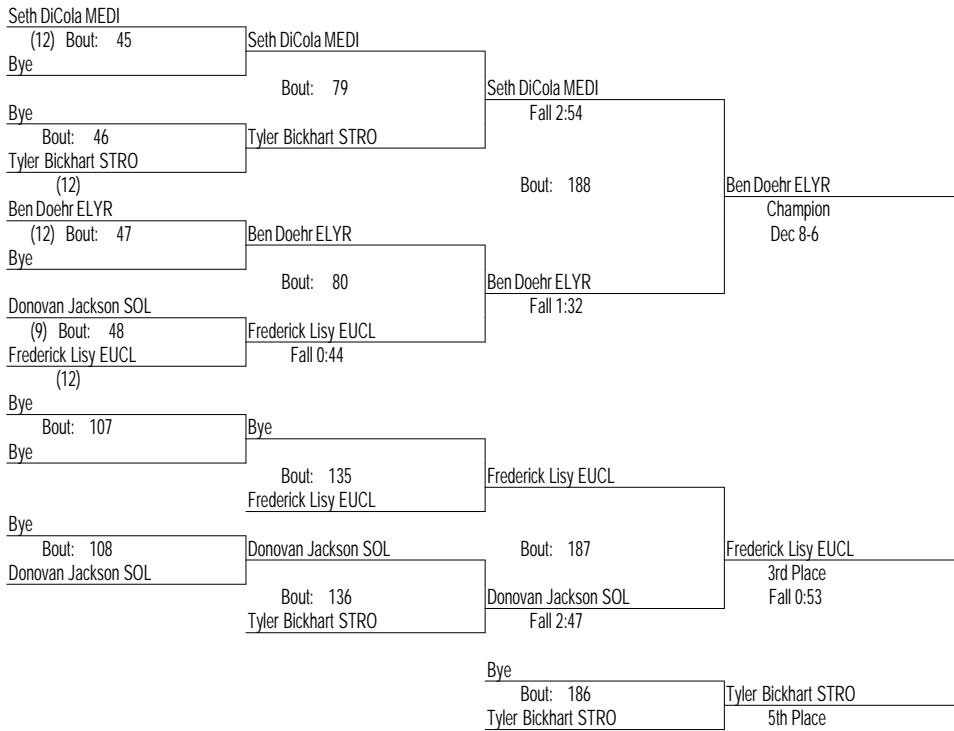 Seth DiCola MEDI
(12) Bout: 45
Bye
Seth DiCola MEDI
Bout: 79
Bye
Bout: 46
Tyler Bickhart STRO
(12)
Tyler Bickhart STRO
Seth DiCola MEDI
Fall 2:54
Bout: 188
Ben Doehr ELYR
(12) Bout: 47
Bye
Ben Doehr ELYR
Bout: 80
Donovan Jackson SOL
(9) Bout: 48
Frederick Lisy EUCL
(12)
Frederick Lisy EUCL
Fall 0:44
Ben Doehr ELYR
Fall 1:32
Ben Doehr ELYR
Champion
Dec 8-6
Bye
Bout: 107
Bye
Bye
Bout: 135
Frederick Lisy EUCL
Frederick Lisy EUCL
Bye
Bout: 108
Donovan Jackson SOL
Donovan Jackson SOL
Bout: 136
Tyler Bickhart STRO
Bout: 187
Donovan Jackson SOL
Fall 2:47
Frederick Lisy EUCL
3rd Place
Fall 0:53
Bye
Bout: 186
Tyler Bickhart STRO
Tyler Bickhart STRO
5th Place